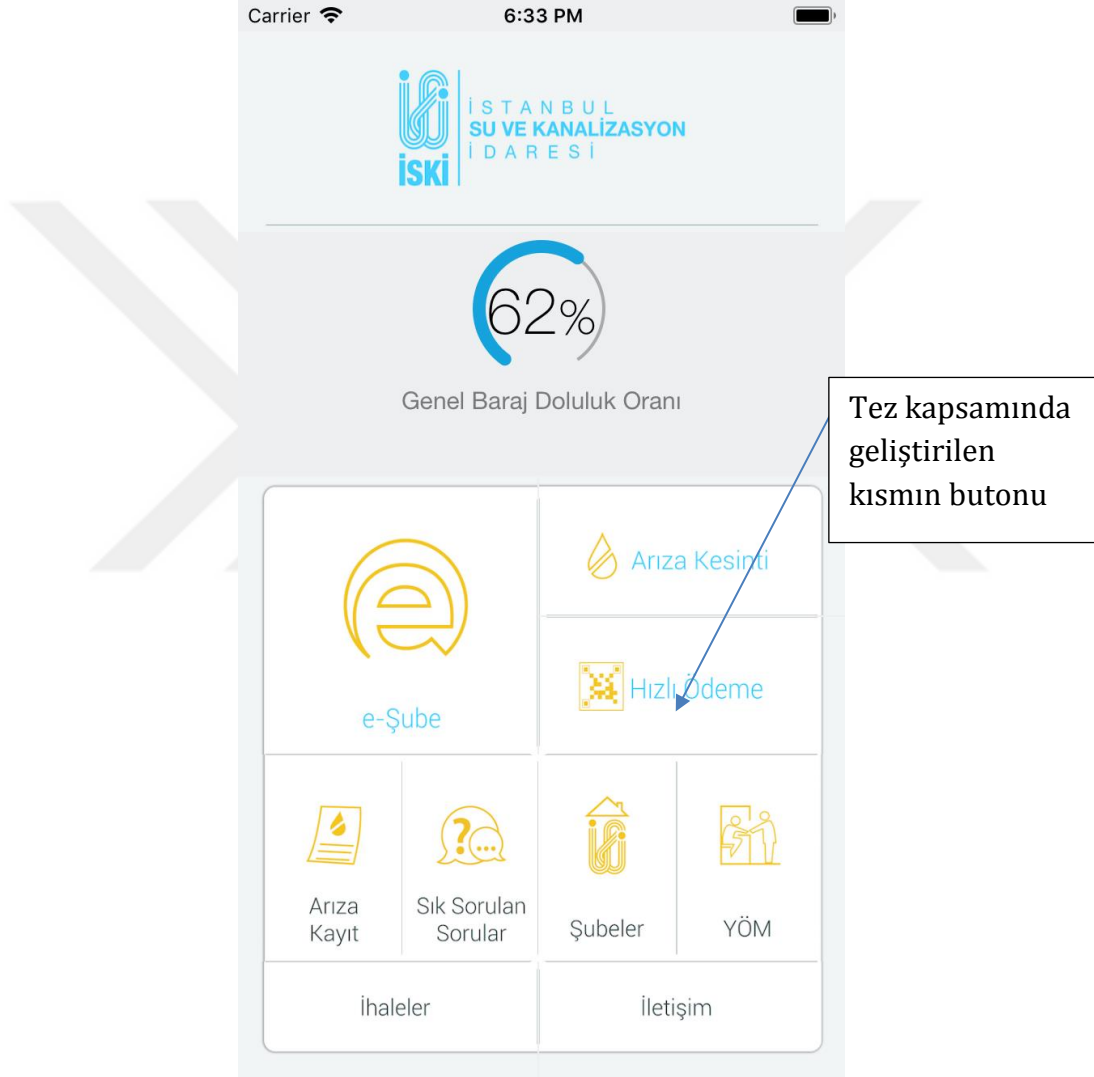 Carrier 6:33 PM
İSTANBUL
SU VE KANALİZASYON
İDARESİ
İSKİ
62%
Genel Baraj Doluluk Oranı
Tez kapsamında
geliştirilen
kısmın butonu
Arıza Kesinti
Hızlı Ödeme
e-Şube
Arıza
Kayıt
Sık Sorulan
Sorular
Şubeler
YÖM
İhaleler
İletişim